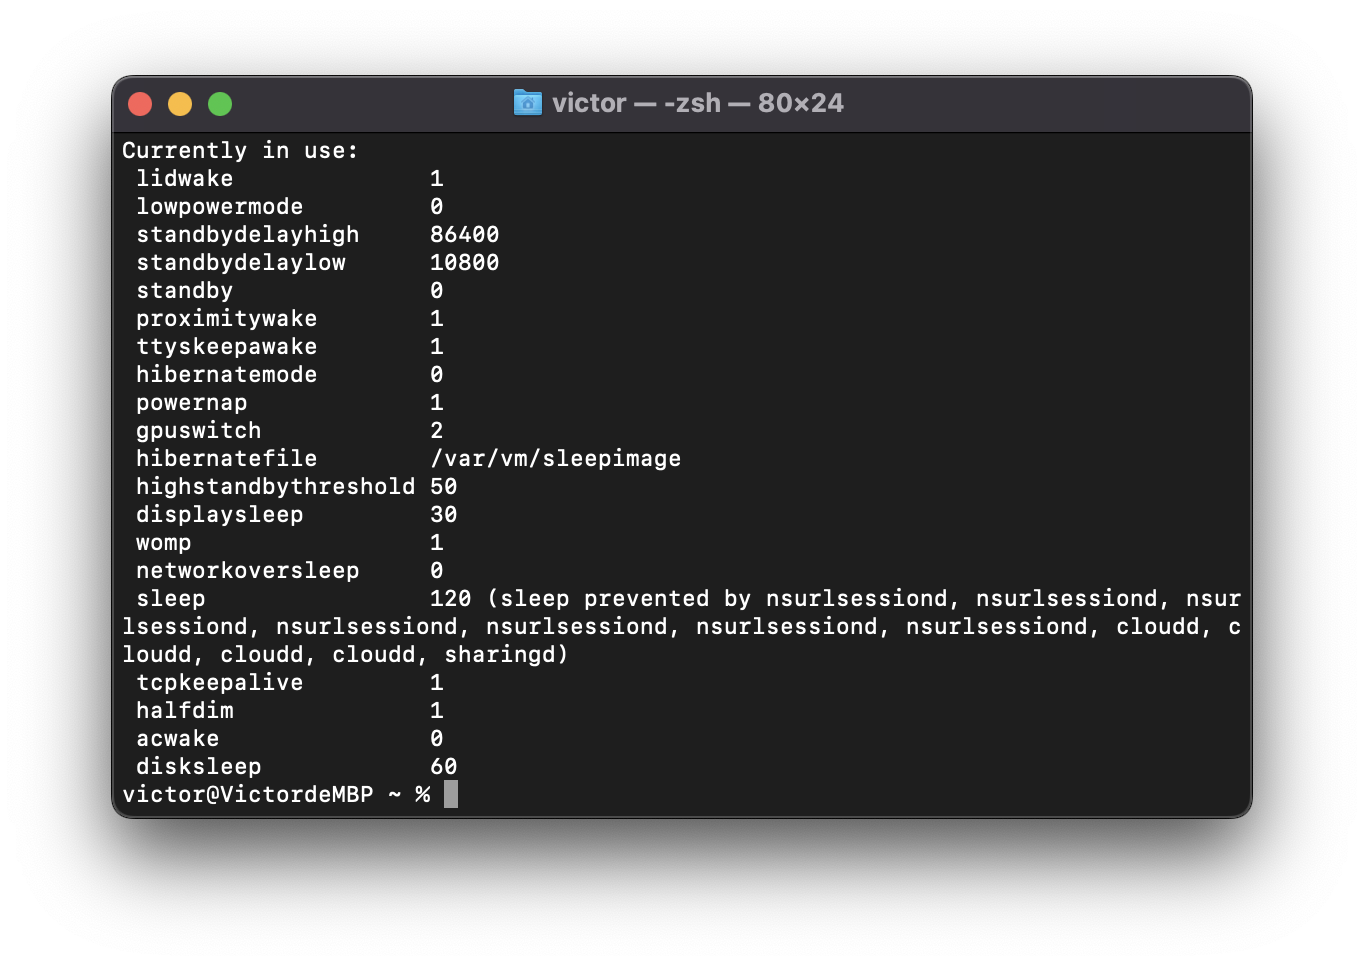 victor — -zsh — 80×24
Currently in use:
lidwake 1
lowpowermode 0
standbydelayhigh 86400
standbydelaylow 10800
standby 0
proximitywake 1
ttyskeepawake 1
hibernatemode 0
powernap 1
gpuswitch 2
hibernatefile /var/vm/sleepimage
highstandbythreshold 50
displaysleep 30
womp 1
networkoversleep 0
sleep 120 (sleep prevented by nsurlsessiond, nsurlsessiond, nsur
lsessiond, nsurlsessiond, nsurlsessiond, nsurlsessiond, nsurlsessiond, cloudd, c
loudd, cloudd, cloudd, sharingd)
tcpkeepalive 1
halfdim 1
acwake 0
disksleep 60
victor@VictordeMBP ~ %